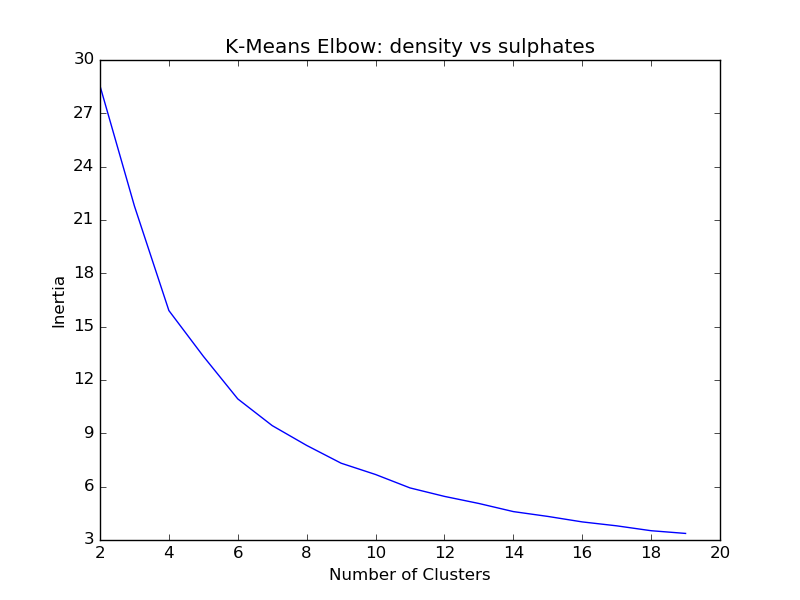 K-Means Elbow: density vs sulphates
30
27
24
21
18
15
12
9
6
3
Inertia
2 4 6 8 10 12 14 16 18 20
Number of Clusters